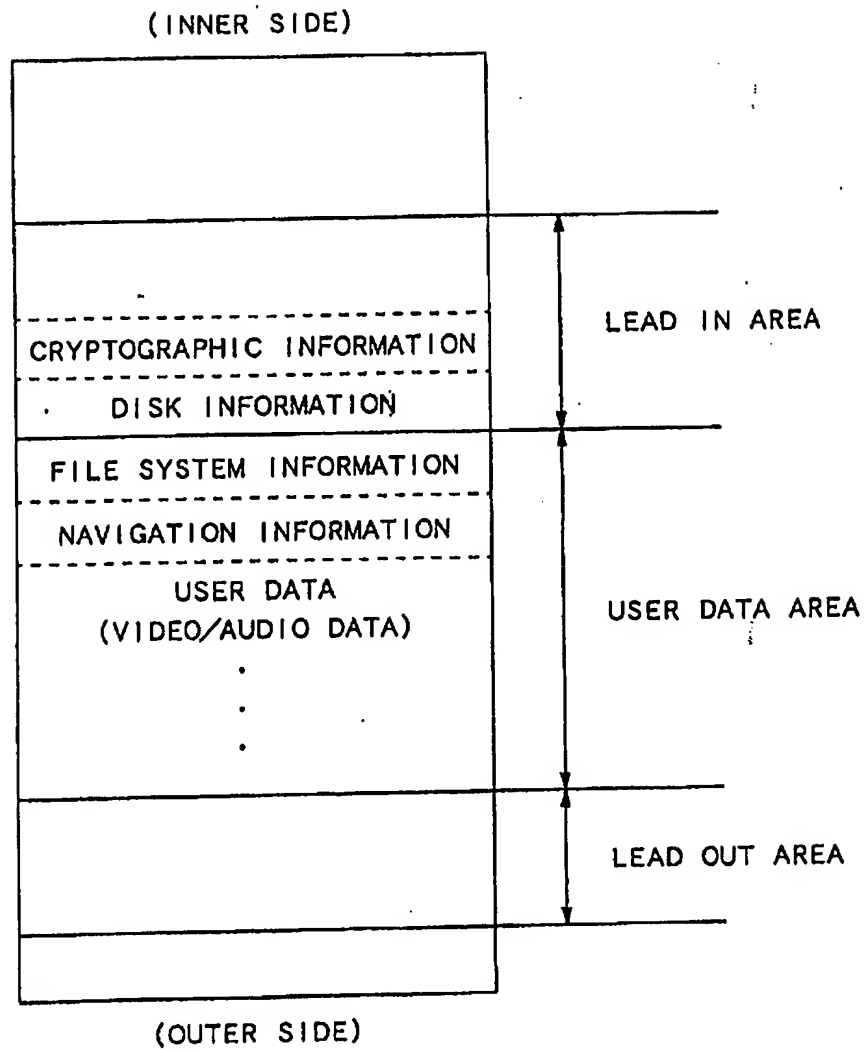 (INNER SIDE)
LEAD IN AREA
CRYPTOGRAPHIC INFORMATION
DISK INFORMATION
FILE SYSTEM INFORMATION
NAVIGATION INFORMATION
USER DATA
(VIDEO/AUDIO DATA)
USER DATA AREA
LEAD OUT AREA
(OUTER SIDE)